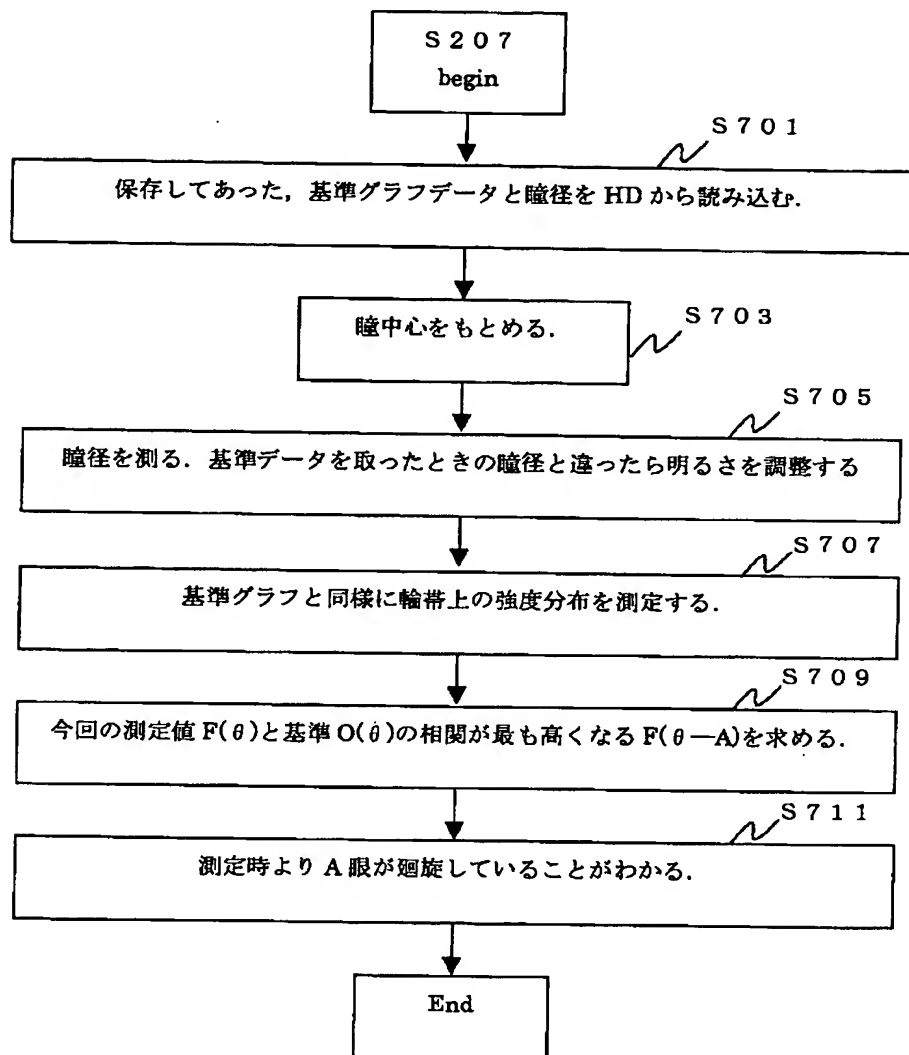 S207
begin
S701
保存してあった，基準グラフデータと瞳径を HD から読み込む．
瞳中心をもとめる．
S703
S705
瞳径を測る．基準データを取ったときの瞳径と違ったら明るさを調整する
S707
基準グラフと同様に輪帯上の強度分布を測定する．
S709
今回の測定値 F(θ)と基準 O(θ)の相関が最も高くなる F(θ—A)を求める．
S711
測定時より A 眼が廻旋していることがわかる．
End